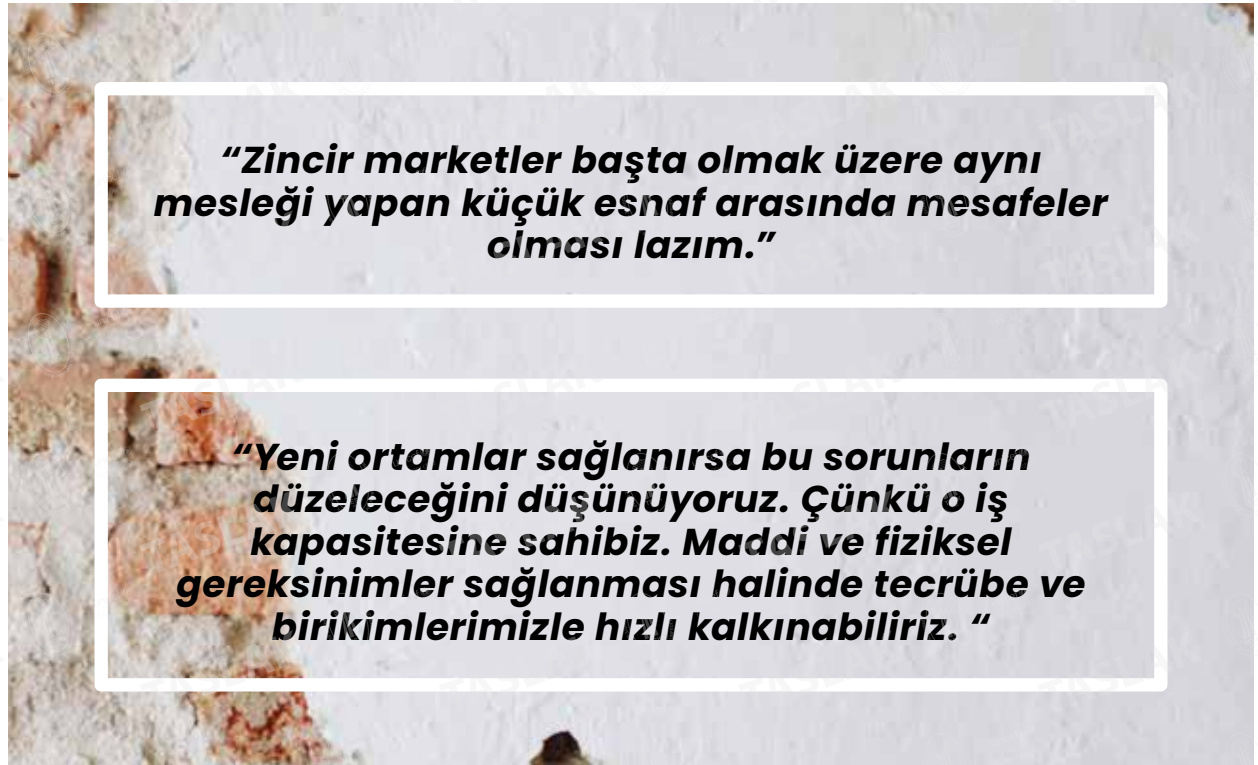 “Zincir marketler başta olmak üzere aynı
mesleği yapan küçük esnaf arasında mesafeler
olması lazım.”
“Yeni ortamlar sağlanırsa bu sorunların
düzeleceğini düşünüyoruz. Çünkü o iş
kapasitesine sahibiz. Maddi ve fiziksel
gereksinimler sağlanması halinde tecrübe ve
birikimlerimizle hızlı kalkınabiliriz. “